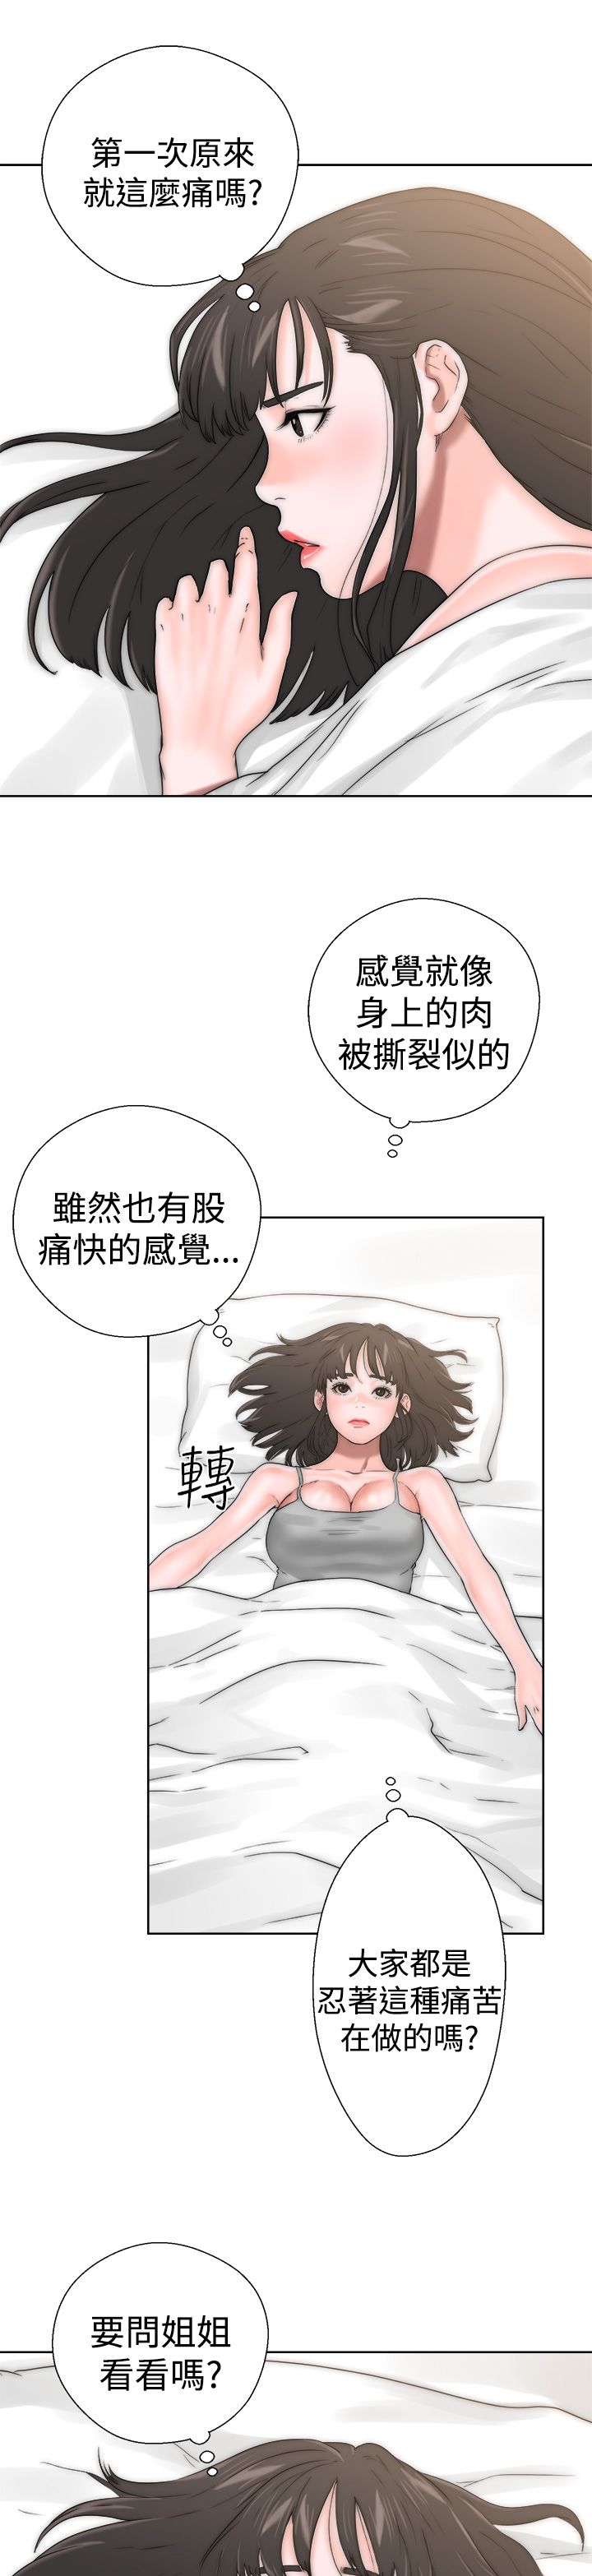 第一次原來
就這麼痛嗎?
感覺就像
身上的肉
被撕裂似的
雖然也有股
痛快的感覺...
轉
大家都是
忍著這種痛苦
在做的嗎?
要問姐姐
看看嗎?